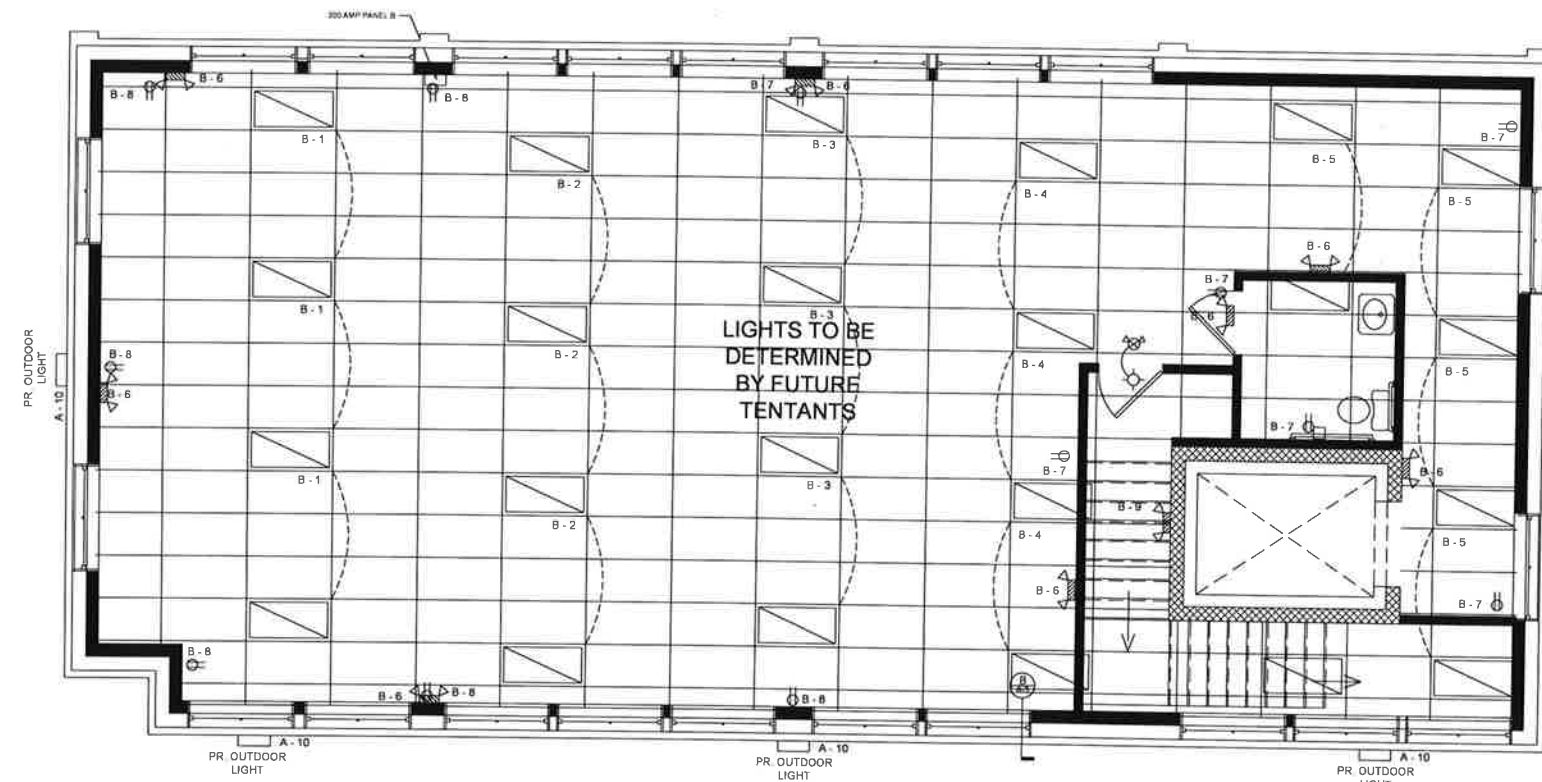 200 AMP PANEL B
B - 6
B - 8
B - 8
B - 7
B - 6
B - 1
B - 3
B - 5
B - 7
B - 2
B - 4
B - 5
B - 6
B - 7
B - 6
B - 1
B - 3
B - 2
LIGHTS TO BE
DETERMINED
BY FUTURE
TENTANTS
B - 4
B - 5
PR. OUTDOOR
LIGHT
A - 10
B - 8
B - 6
B - 7
B - 7
B - 6
B - 1
B - 3
B - 2
B - 9
B - 4
B - 5
B - 6
B - 7
B - 8
B - 6
B - 8
B - 8
B
A - 10
PR. OUTDOOR
LIGHT
A - 10
PR. OUTDOOR
LIGHT
A - 10
PR. OUTDOOR
LIGHT